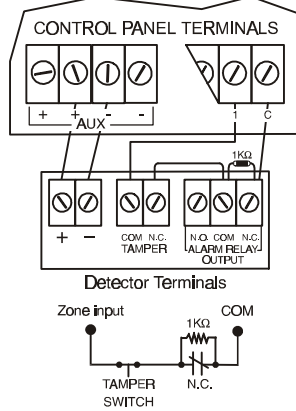 CONTROL PANEL TERMINALS
+ + - - 1 C
AUX
1KΩ
+ - COM N.C. N.O. COM N.C.
TAMPER ALARM RELAY
OUTPUT
Detector Terminals
Zone input COM
1KΩ
TAMPER N.C.
SWITCH